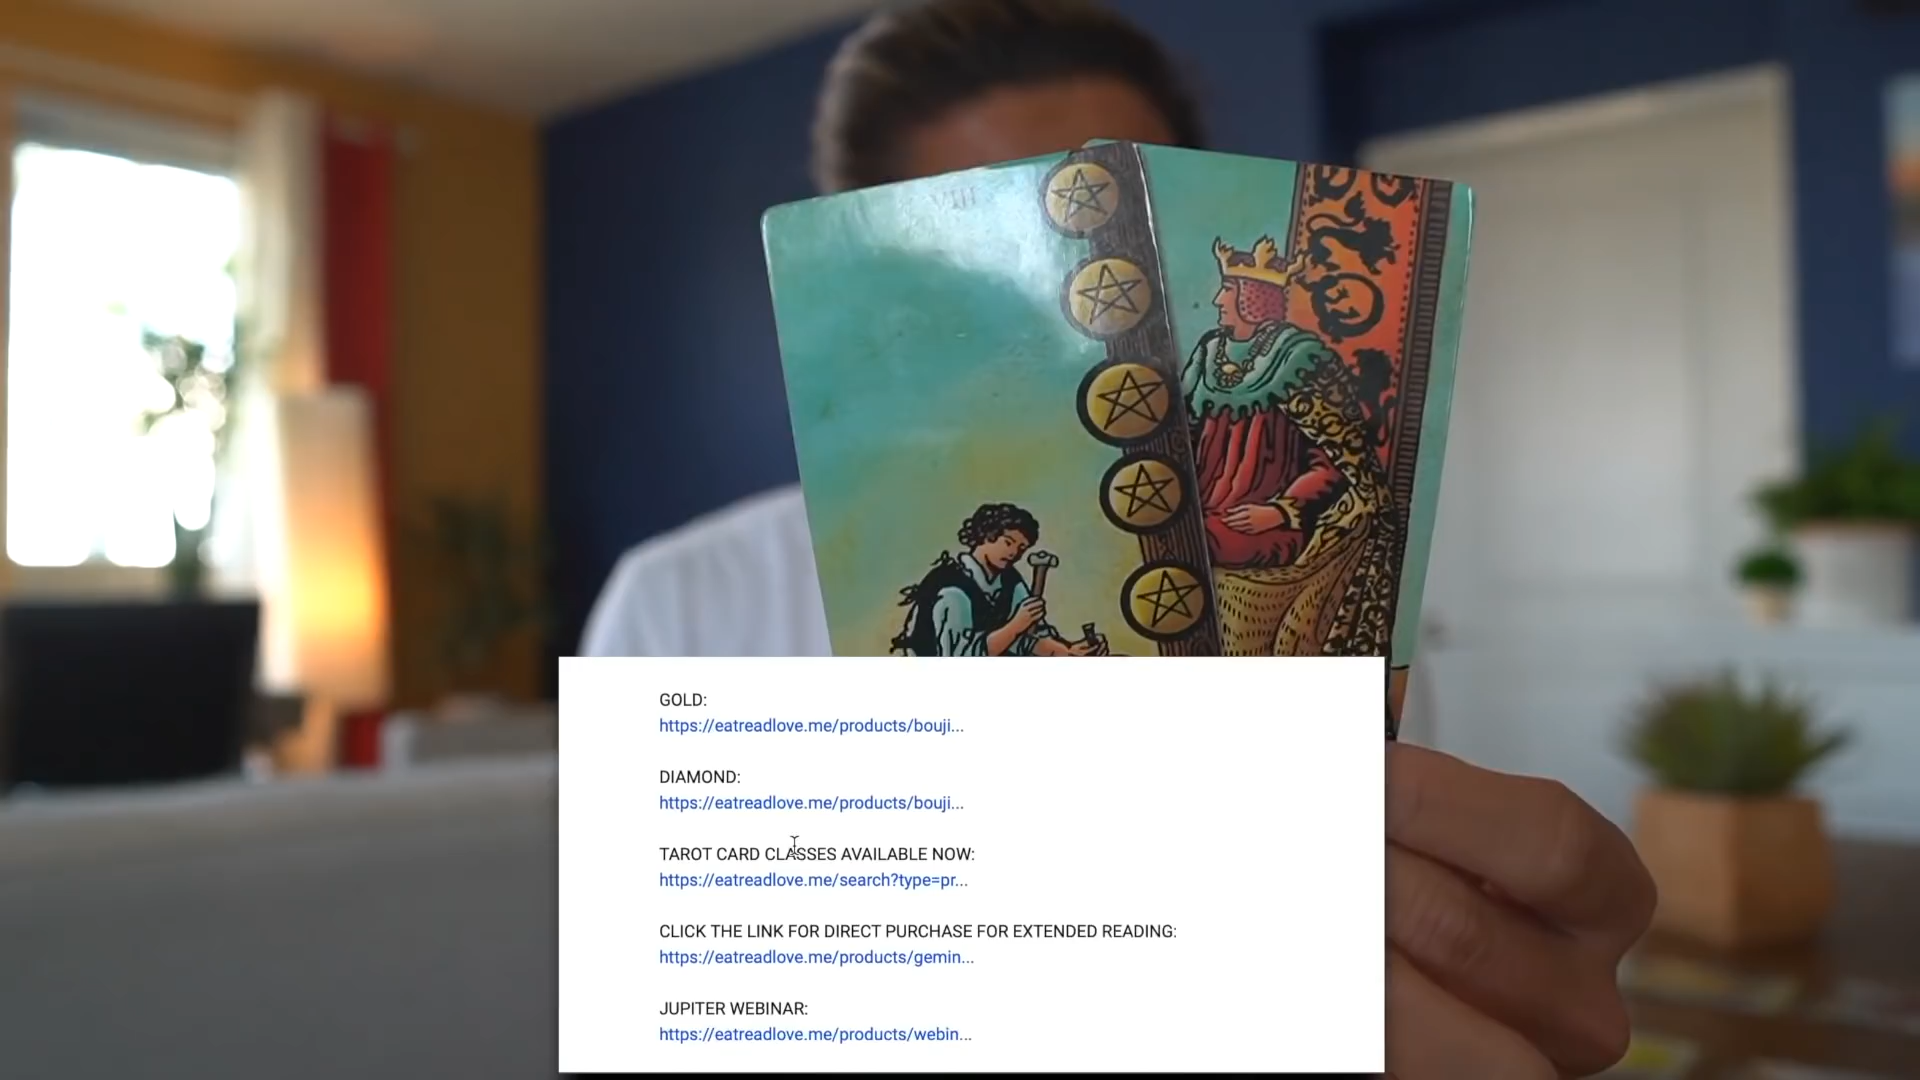 VIII
GOLD:
https://eatreadlove.me/products/bouji...
DIAMOND:
https://eatreadlove.me/products/bouji...
TAROT CARD CLASSES AVAILABLE NOW:
https://eatreadlove.me/search?type=pr...
CLICK THE LINK FOR DIRECT PURCHASE FOR EXTENDED READING:
https://eatreadlove.me/products/gemin...
JUPITER WEBINAR:
https://eatreadlove.me/products/webin...